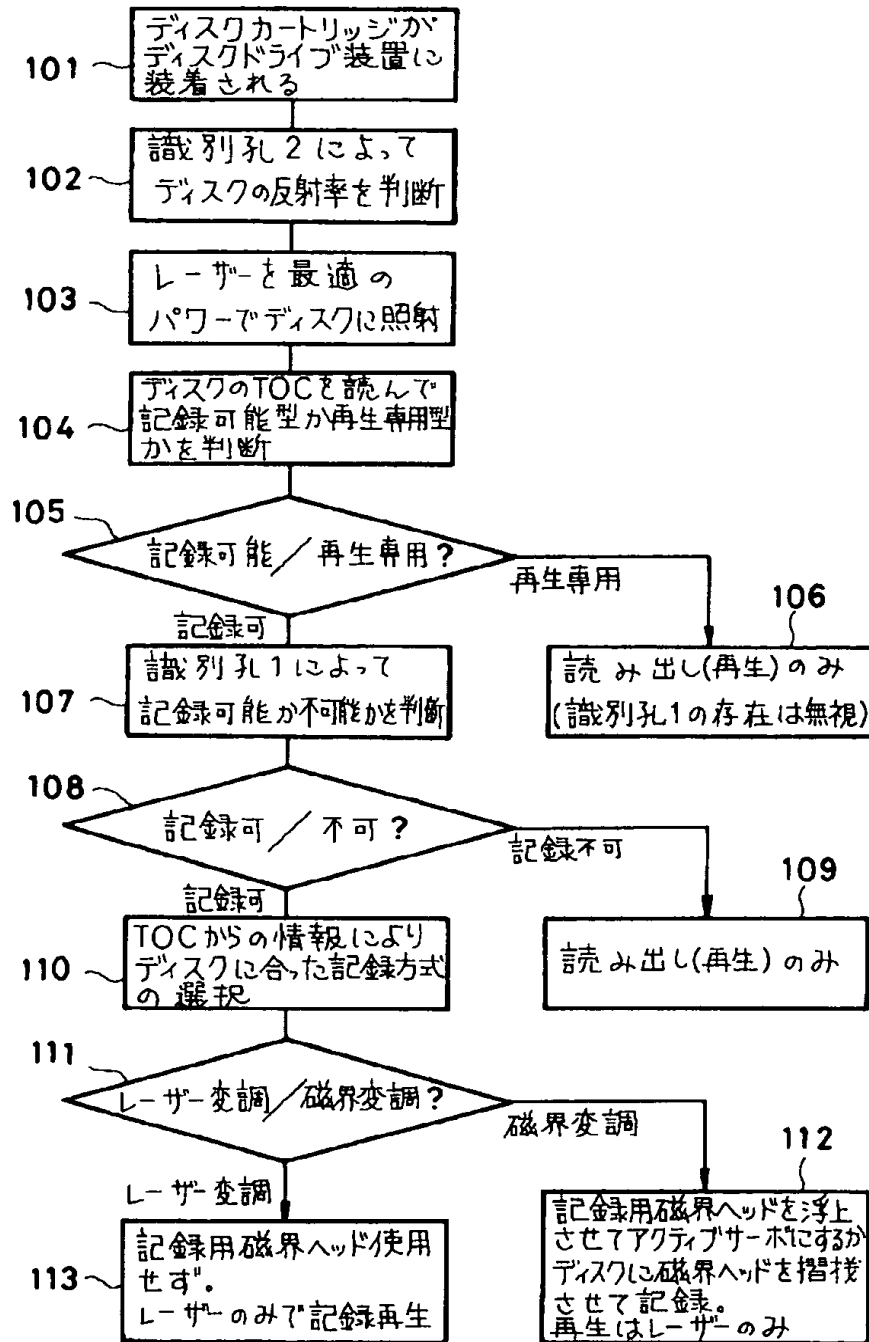 101
ディスクカートリッジが
ディスクドライブ装置に
装着される
102
識別孔2によって
ディスクの反射率を判断
103
レーザーを最適の
パワーでディスクに照射
104
ディスクのTOCを読んで
記録可能型か再生専用型
かを判断
105
記録可能/再生専用?
再生専用
記録可
106
読み出し(再生)のみ
(識別孔1の存在は無視)
107
識別孔1によって
記録可能か不可能かを判断
108
記録可/不可?
記録不可
記録可
109
読み出し(再生)のみ
110
TOCからの情報により
ディスクに合った記録方式
の選択
111
レーザー変調/磁界変調?
磁界変調
レーザー変調
112
記録用磁界ヘッドを浮上
させてアクティブサーボにするか
ディスクに磁界ヘッドを摺接
させて記録。
再生はレーザーのみ
113
記録用磁界ヘッド使用
せず。
レーザーのみで記録再生